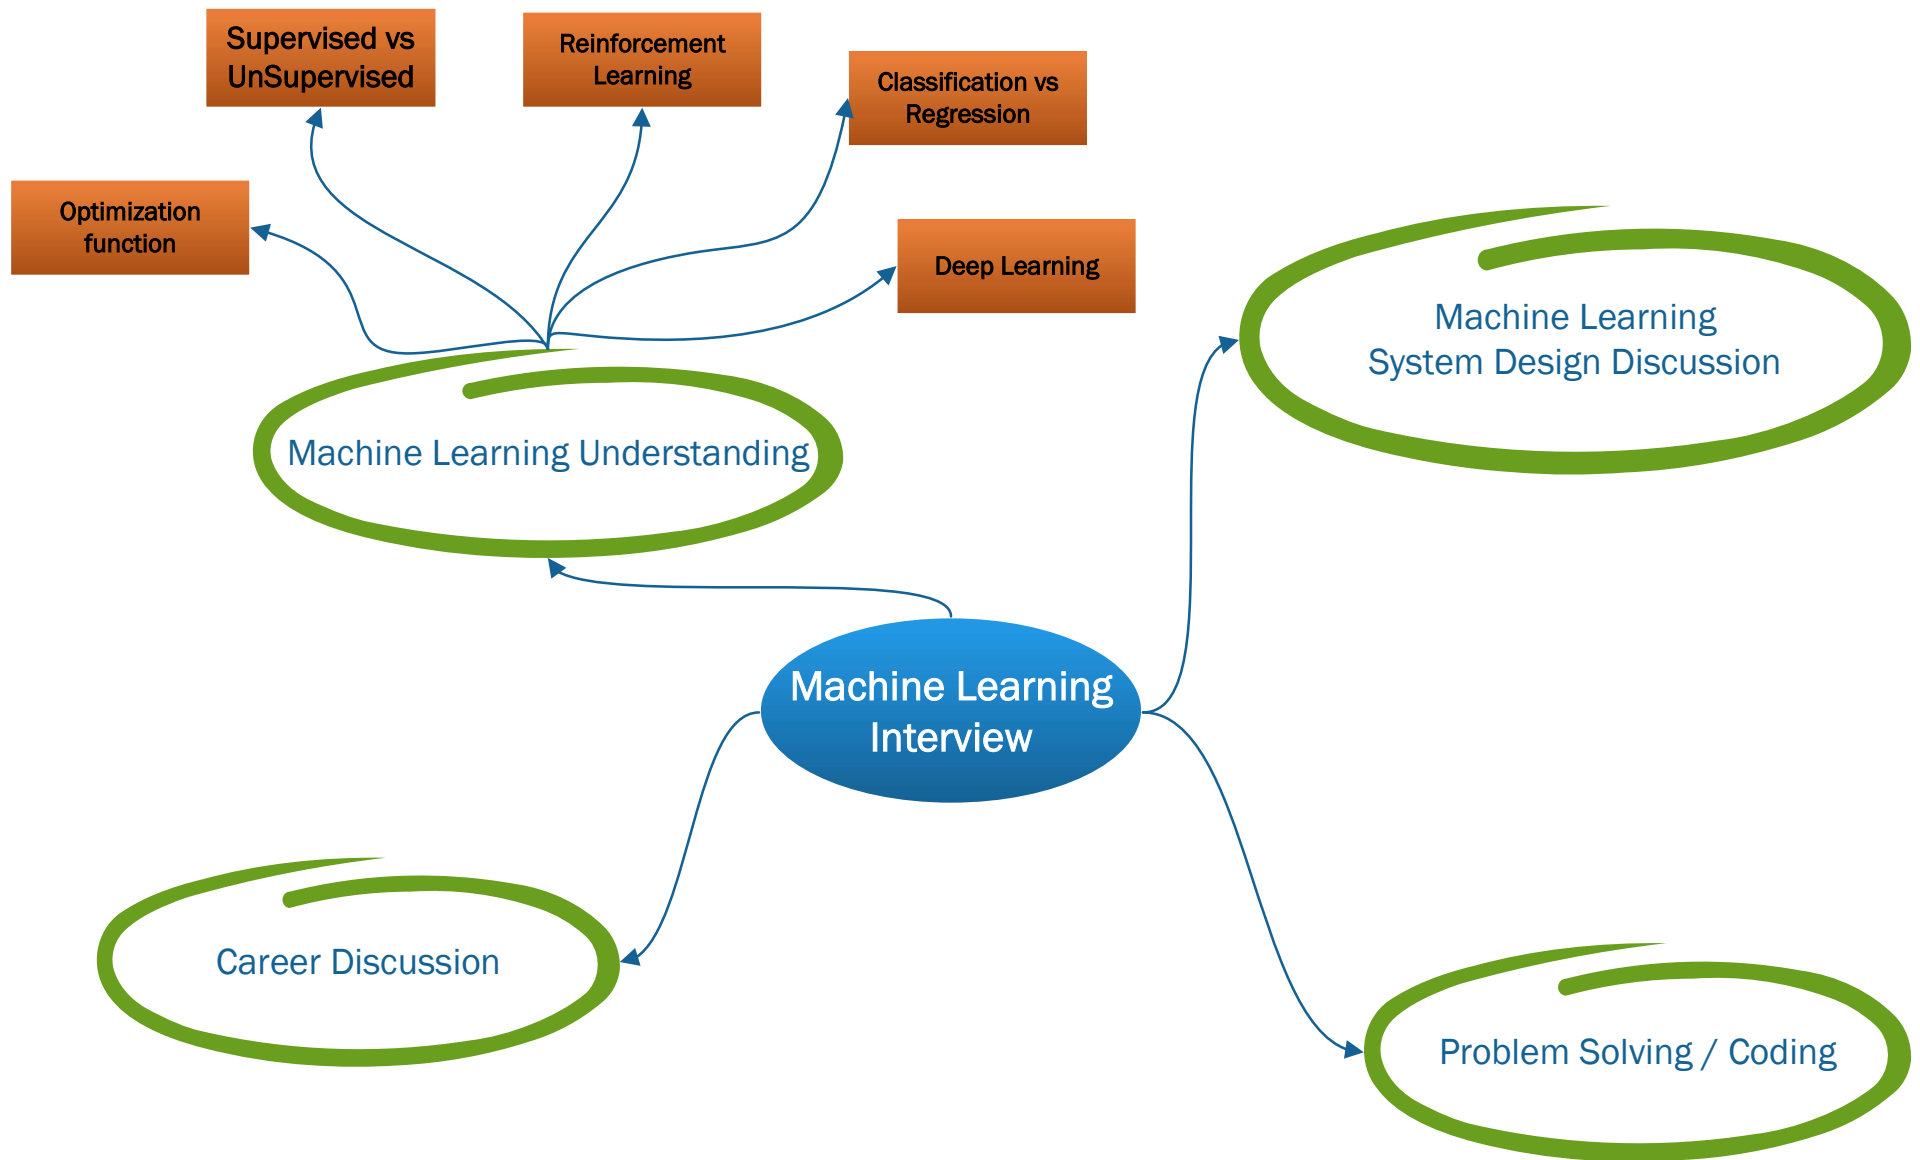 Supervised vs
UnSupervised
Reinforcement
Learning
Classification vs
Regression
Optimization
function
Deep Learning
Machine Learning
System Design Discussion
Machine Learning Understanding
Machine Learning
Interview
Career Discussion
Problem Solving / Coding